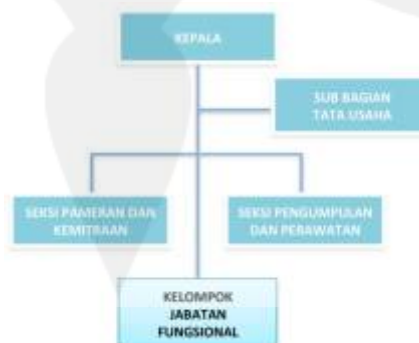 KEPALA
SUB BAGIAN
TATA USAHA
SEKSI PAMERAN DAN
KEMITRAAN
SEKSI PENGUMPULAN
DAN PERAWATAN
KELOMPOK
JABATAN
FUNGSIONAL